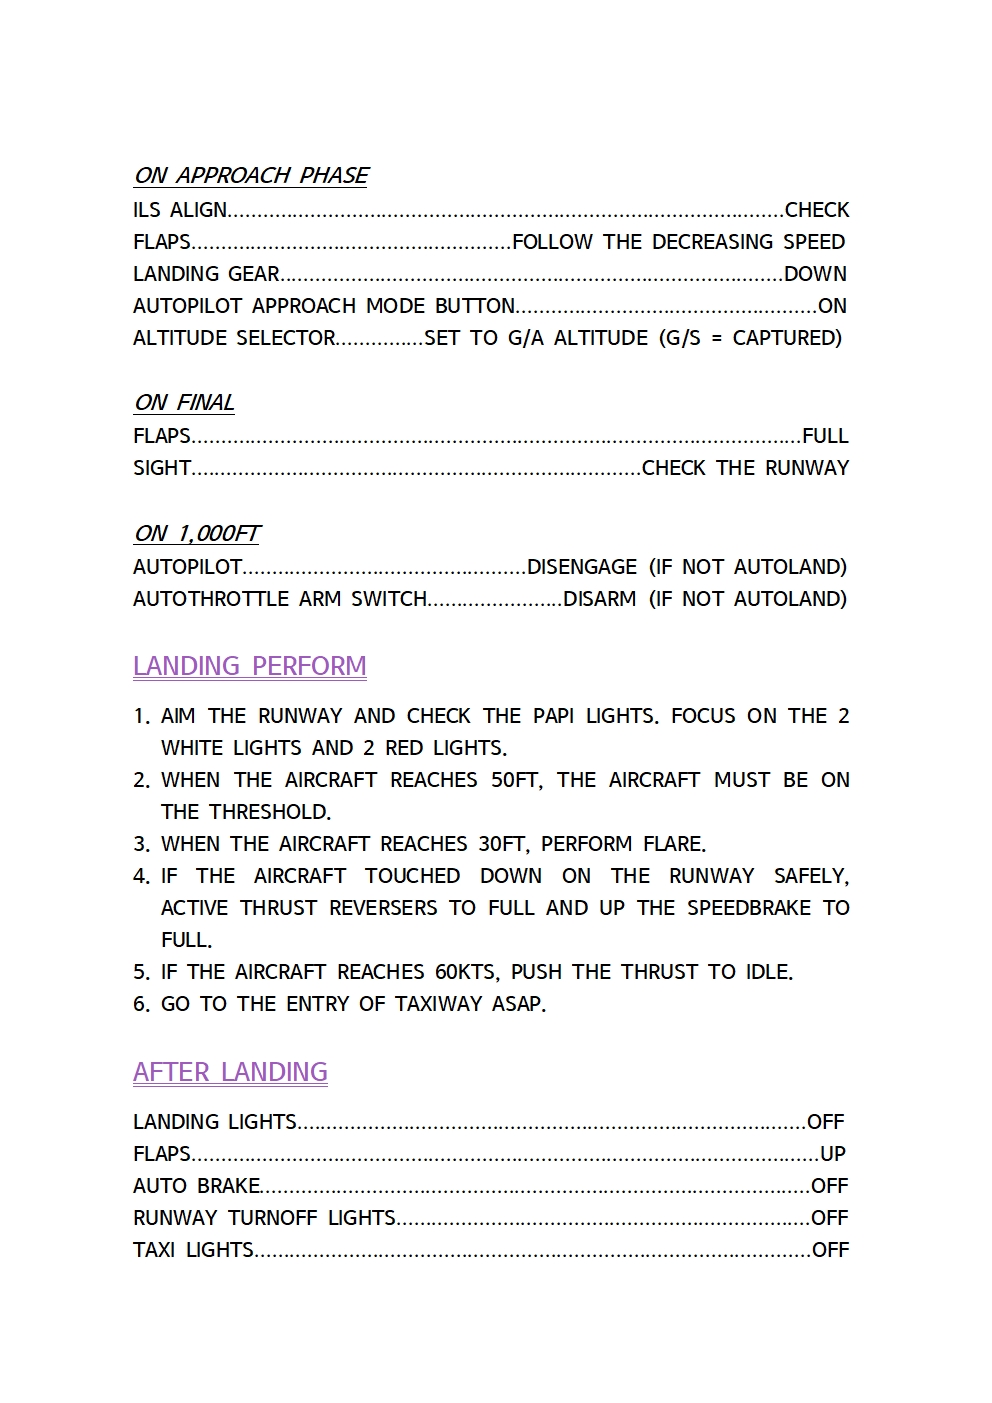 ON APPROACH PHASE
ILS ALIGN..............................................................................................CHECK
FLAPS......................................................FOLLOW THE DECREASING SPEED
LANDING GEAR.....................................................................................DOWN
AUTOPILOT APPROACH MODE BUTTON...................................................ON
ALTITUDE SELECTOR...............SET TO G/A ALTITUDE (G/S = CAPTURED)
ON FINAL
FLAPS.......................................................................................................FULL
SIGHT............................................................................CHECK THE RUNWAY
ON 1,000FT
AUTOPILOT................................................DISENGAGE (IF NOT AUTOLAND)
AUTOTHROTTLE ARM SWITCH.......................DISARM (IF NOT AUTOLAND)
LANDING PERFORM
1. AIM THE RUNWAY AND CHECK THE PAPI LIGHTS. FOCUS ON THE 2
WHITE LIGHTS AND 2 RED LIGHTS.
2. WHEN THE AIRCRAFT REACHES 50FT, THE AIRCRAFT MUST BE ON
THE THRESHOLD.
3. WHEN THE AIRCRAFT REACHES 30FT, PERFORM FLARE.
4. IF THE AIRCRAFT TOUCHED DOWN ON THE RUNWAY SAFELY,
ACTIVE THRUST REVERSERS TO FULL AND UP THE SPEEDBRAKE TO
FULL.
5. IF THE AIRCRAFT REACHES 60KTS, PUSH THE THRUST TO IDLE.
6. GO TO THE ENTRY OF TAXIWAY ASAP.
AFTER LANDING
LANDING LIGHTS......................................................................................OFF
FLAPS..........................................................................................................UP
AUTO BRAKE.............................................................................................OFF
RUNWAY TURNOFF LIGHTS......................................................................OFF
TAXI LIGHTS..............................................................................................OFF